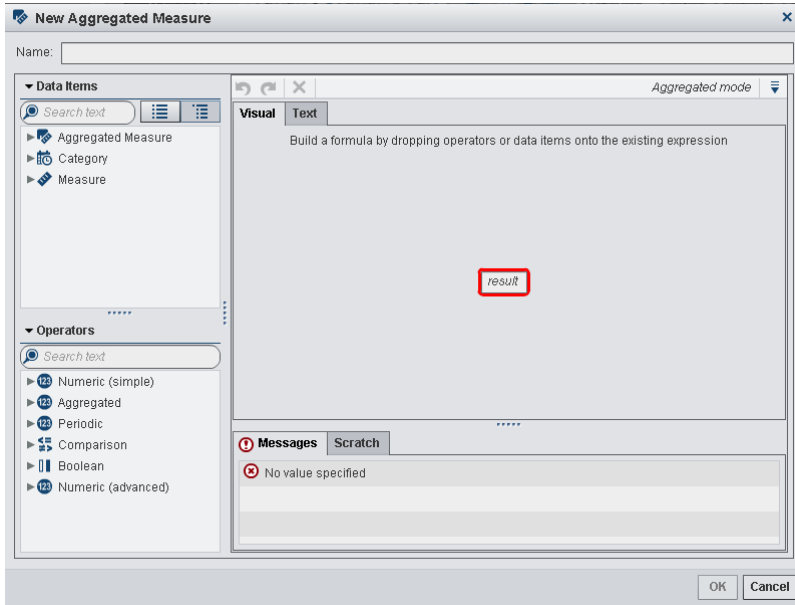 New Aggregated Measure
Name:
Data Items
Search text
Aggregated Measure
Category
Measure
Operators
Search text
Numeric (simple)
Aggregated
Periodic
Comparison
Boolean
Numeric (advanced)
Aggregated mode
Visual Text
Build a formula by dropping operators or data items onto the existing expression
result
Messages Scratch
No value specified
OK Cancel